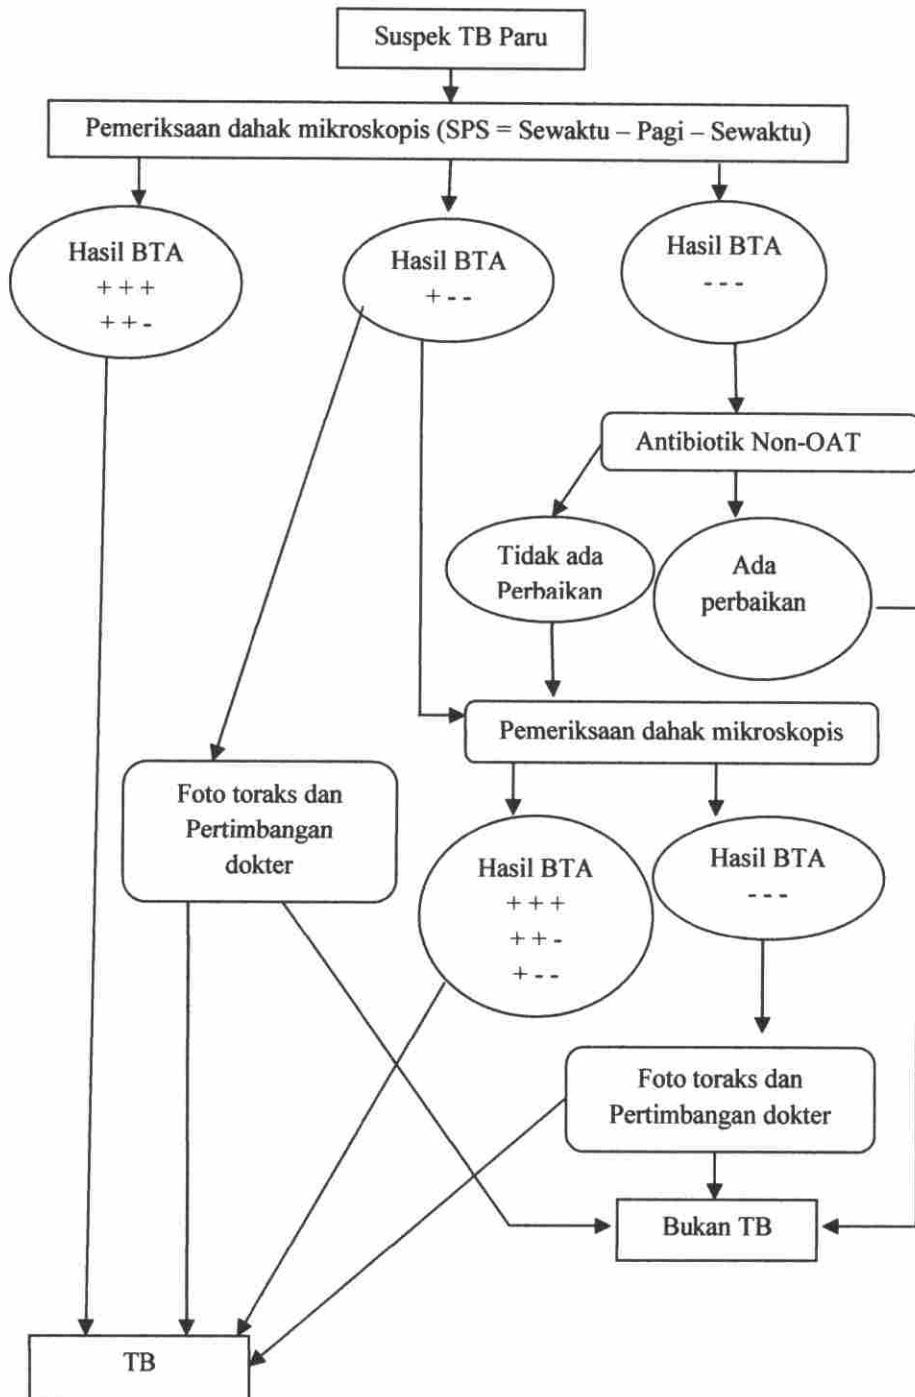 Suspek TB Paru
Pemeriksaan dahak mikroskopis (SPS = Sewaktu – Pagi – Sewaktu)
Hasil BTA
+ + +
+ + -
Hasil BTA
+ - -
Hasil BTA
- - -
Antibiotik Non-OAT
Tidak ada
Perbaikan
Ada
perbaikan
Pemeriksaan dahak mikroskopis
Foto toraks dan
Pertimbangan
dokter
Hasil BTA
+ + +
+ + -
+ - -
Hasil BTA
- - -
Foto toraks dan
Pertimbangan dokter
Bukan TB
TB